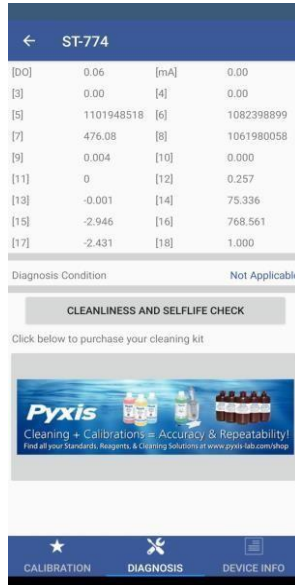 ST-774
[DO] 0.06 [mA] 0.00
[3] 0.00 [4] 0.00
[5] 1101948518 [6] 1082398899
[7] 476.08 [8] 1061980058
[9] 0.004 [10] 0.000
[11] 0 [12] 0.257
[13] -0.001 [14] 75.336
[15] -2.946 [16] 768.561
[17] -2.431 [18] 1.000
Diagnosis Condition Not Applicable
CLEANLINESS AND SELFLIFE CHECK
Click below to purchase your cleaning kit
Pyxis
Cleaning + Calibrations = Accuracy & Repeatability!
Find all your Standards, Reagents, & Cleaning Solutions at www.pyxis-lab.com/shop
CALIBRATION DIAGNOSIS DEVICE INFO